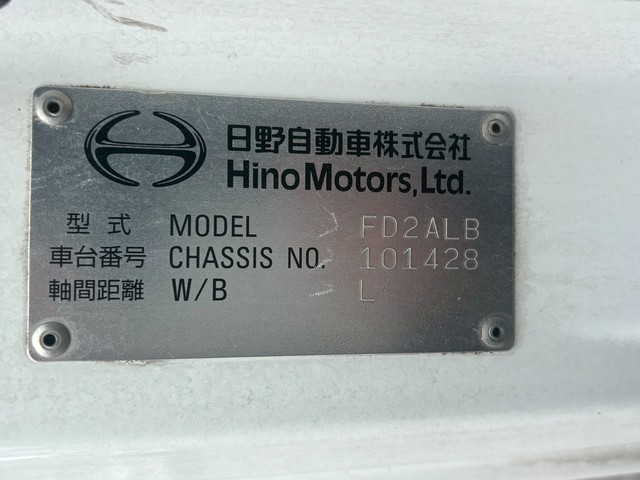 日野自動車株式会社
Hino Motors, Ltd.
型式 MODEL FD2ALB
車台番号 CHASSIS NO. 101428
軸間距離 W/B L